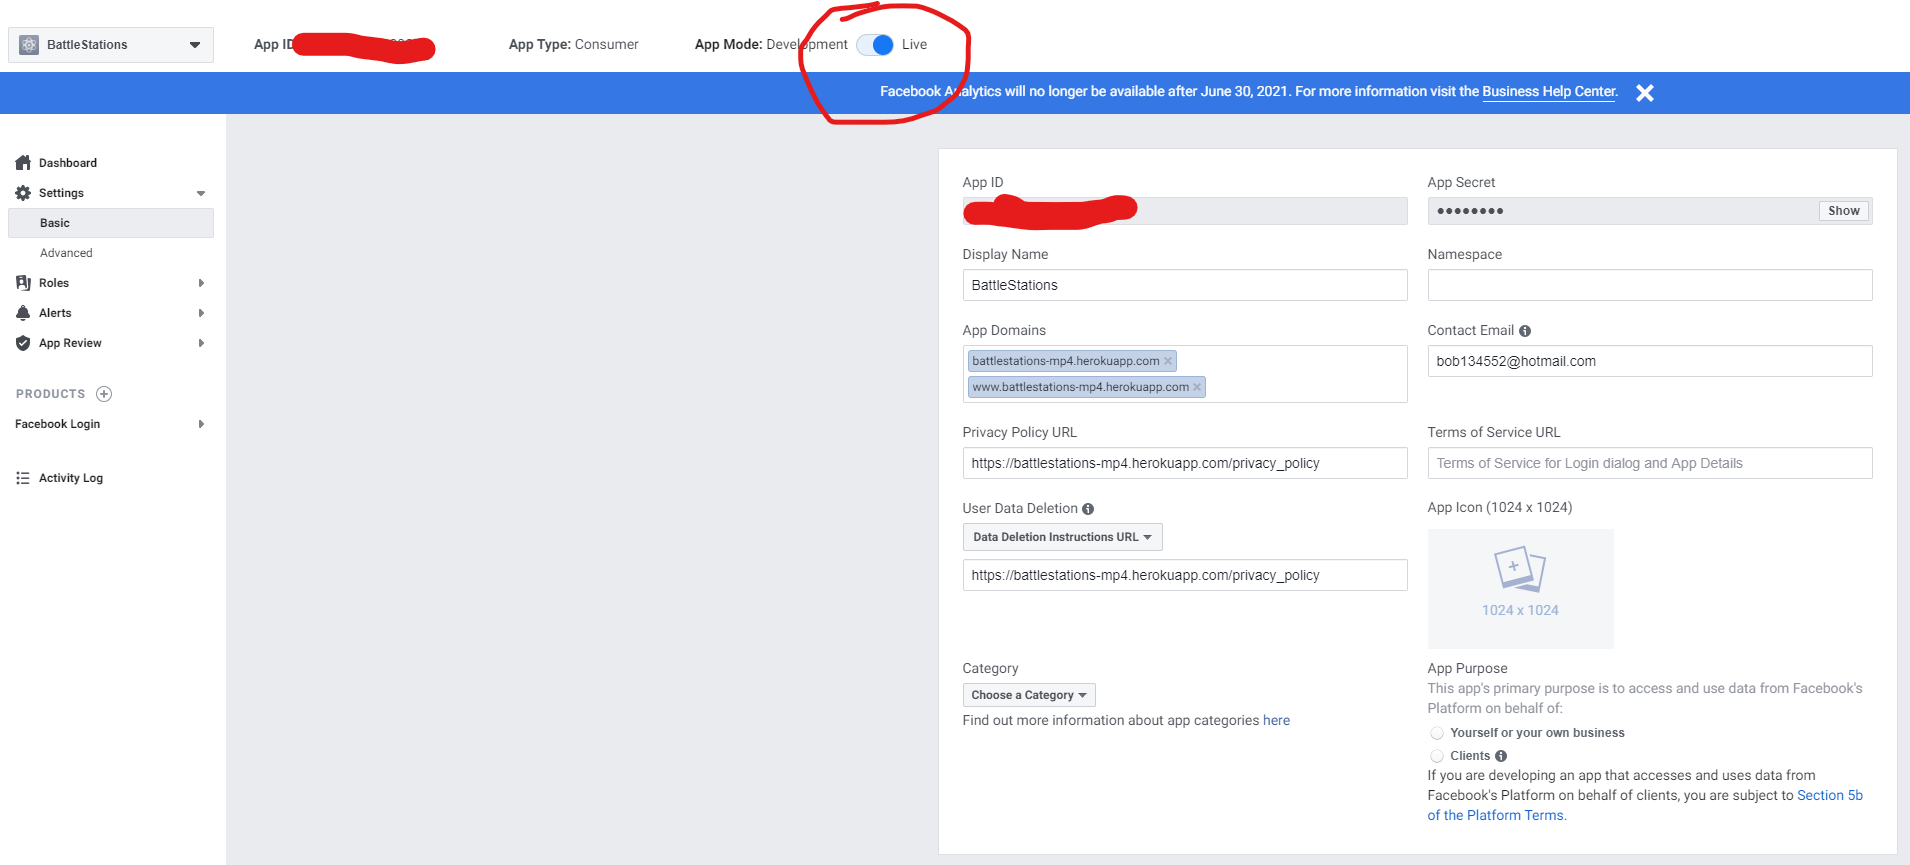 BattleStations
App ID
App Type: Consumer
App Mode: Development Live
Facebook Analytics will no longer be available after June 30, 2021. For more information visit the Business Help Center.
Dashboard
Settings
Basic
Advanced
Roles
Alerts
App Review
PRODUCTS
Facebook Login
Activity Log
App ID
App Secret
●●●●●●●●
Show
Display Name
BattleStations
Namespace
App Domains
battlestations-mp4.herokuapp.com
www.battlestations-mp4.herokuapp.com
Contact Email
bob134552@hotmail.com
Privacy Policy URL
https://battlestations-mp4.herokuapp.com/privacy_policy
Terms of Service URL
Terms of Service for Login dialog and App Details
User Data Deletion
Data Deletion Instructions URL
https://battlestations-mp4.herokuapp.com/privacy_policy
App Icon (1024 x 1024)
1024 x 1024
Category
Choose a Category
Find out more information about app categories here
App Purpose
This app's primary purpose is to access and use data from Facebook's
Platform on behalf of:
Yourself or your own business
Clients
If you are developing an app that accesses and uses data from
Facebook's Platform on behalf of clients, you are subject to Section 5b
of the Platform Terms.